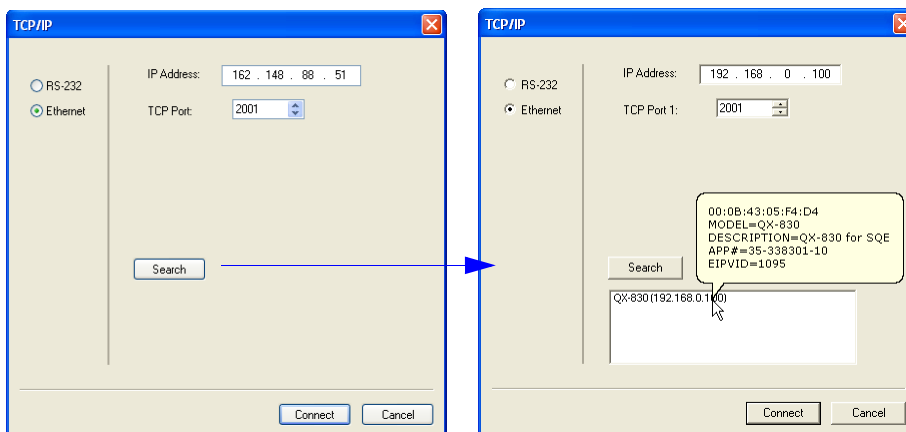 TCP/IP
RS-232
Ethernet
IP Address: 162 . 148 . 88 . 51
TCP Port: 2001
Search
Connect Cancel
TCP/IP
RS-232
Ethernet
IP Address: 192 . 168 . 0 . 100
TCP Port 1: 2001
00:0B:43:05:F4:D4
MODEL=QX-830
DESCRIPTION=QX-830 for SQE
APP#=35-338301-10
EIPVID=1095
Search
QX-830(192.168.0.100)
Connect Cancel